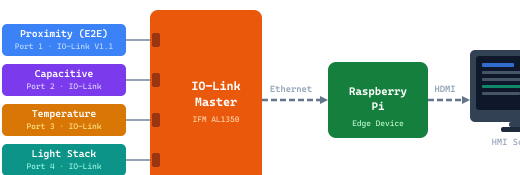 Proximity (E2E)
Port 1 · IO-Link V1.1
Capacitive
Port 2 · IO-Link
Temperature
Port 3 · IO-Link
Light Stack
Port 4 · IO-Link
IO-Link
Master
IFM AL1350
Ethernet
Raspberry
Pi
Edge Device
HDMI
HMI